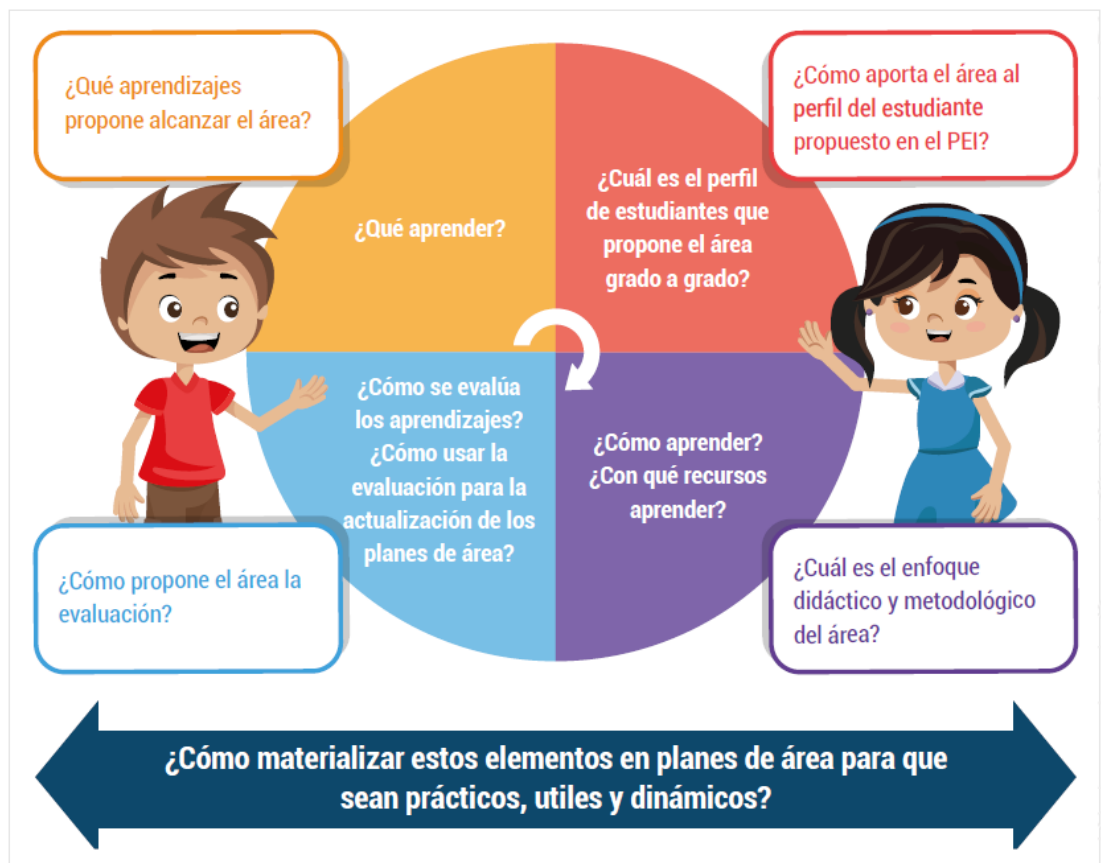 ¿Qué aprendizajes
propone alcanzar el área?
¿Cómo aporta el área al
perfil del estudiante
propuesto en el PEI?
¿Qué aprender?
¿Cuál es el perfil
de estudiantes que
propone el área
grado a grado?
¿Cómo se evalúa
los aprendizajes?
¿Cómo usar la
evaluación para la
actualización de los
planes de área?
¿Cómo aprender?
¿Con qué recursos
aprender?
¿Cómo propone el área la
evaluación?
¿Cuál es el enfoque
didáctico y metodológico
del área?
¿Cómo materializar estos elementos en planes de área para que
sean prácticos, utiles y dinámicos?